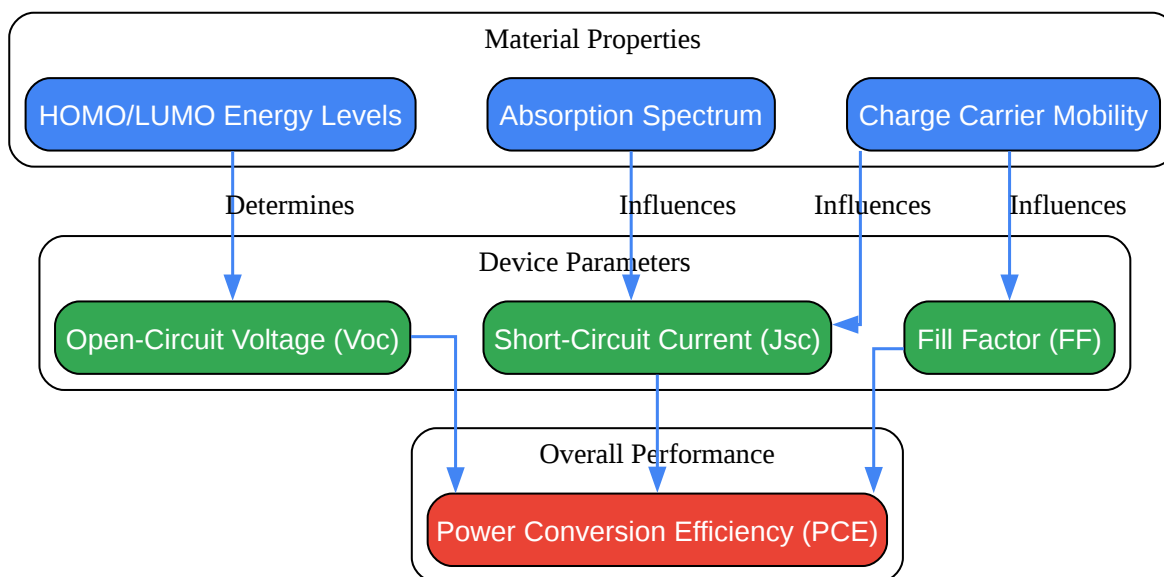 Material Properties
HOMO/LUMO Energy Levels
Absorption Spectrum
Charge Carrier Mobility
Determines
Influences
Influences
Influences
Device Parameters
Open-Circuit Voltage (Voc)
Short-Circuit Current (Jsc)
Fill Factor (FF)
Overall Performance
Power Conversion Efficiency (PCE)